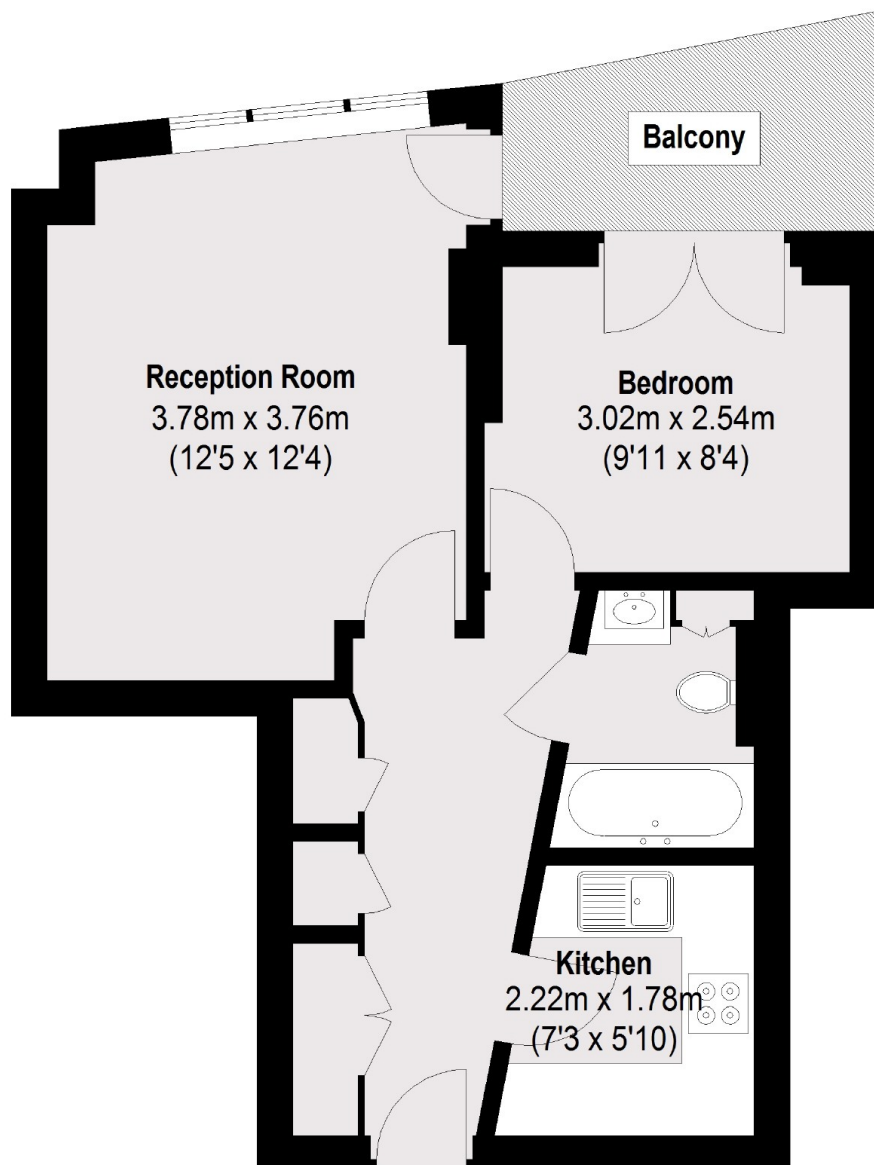 Balcony
Reception Room
3.78m x 3.76m
(12'5 x 12'4)
Bedroom
3.02m x 2.54m
(9'11 x 8'4)
Kitchen
2.22m x 1.78m
(7'3 x 5'10)